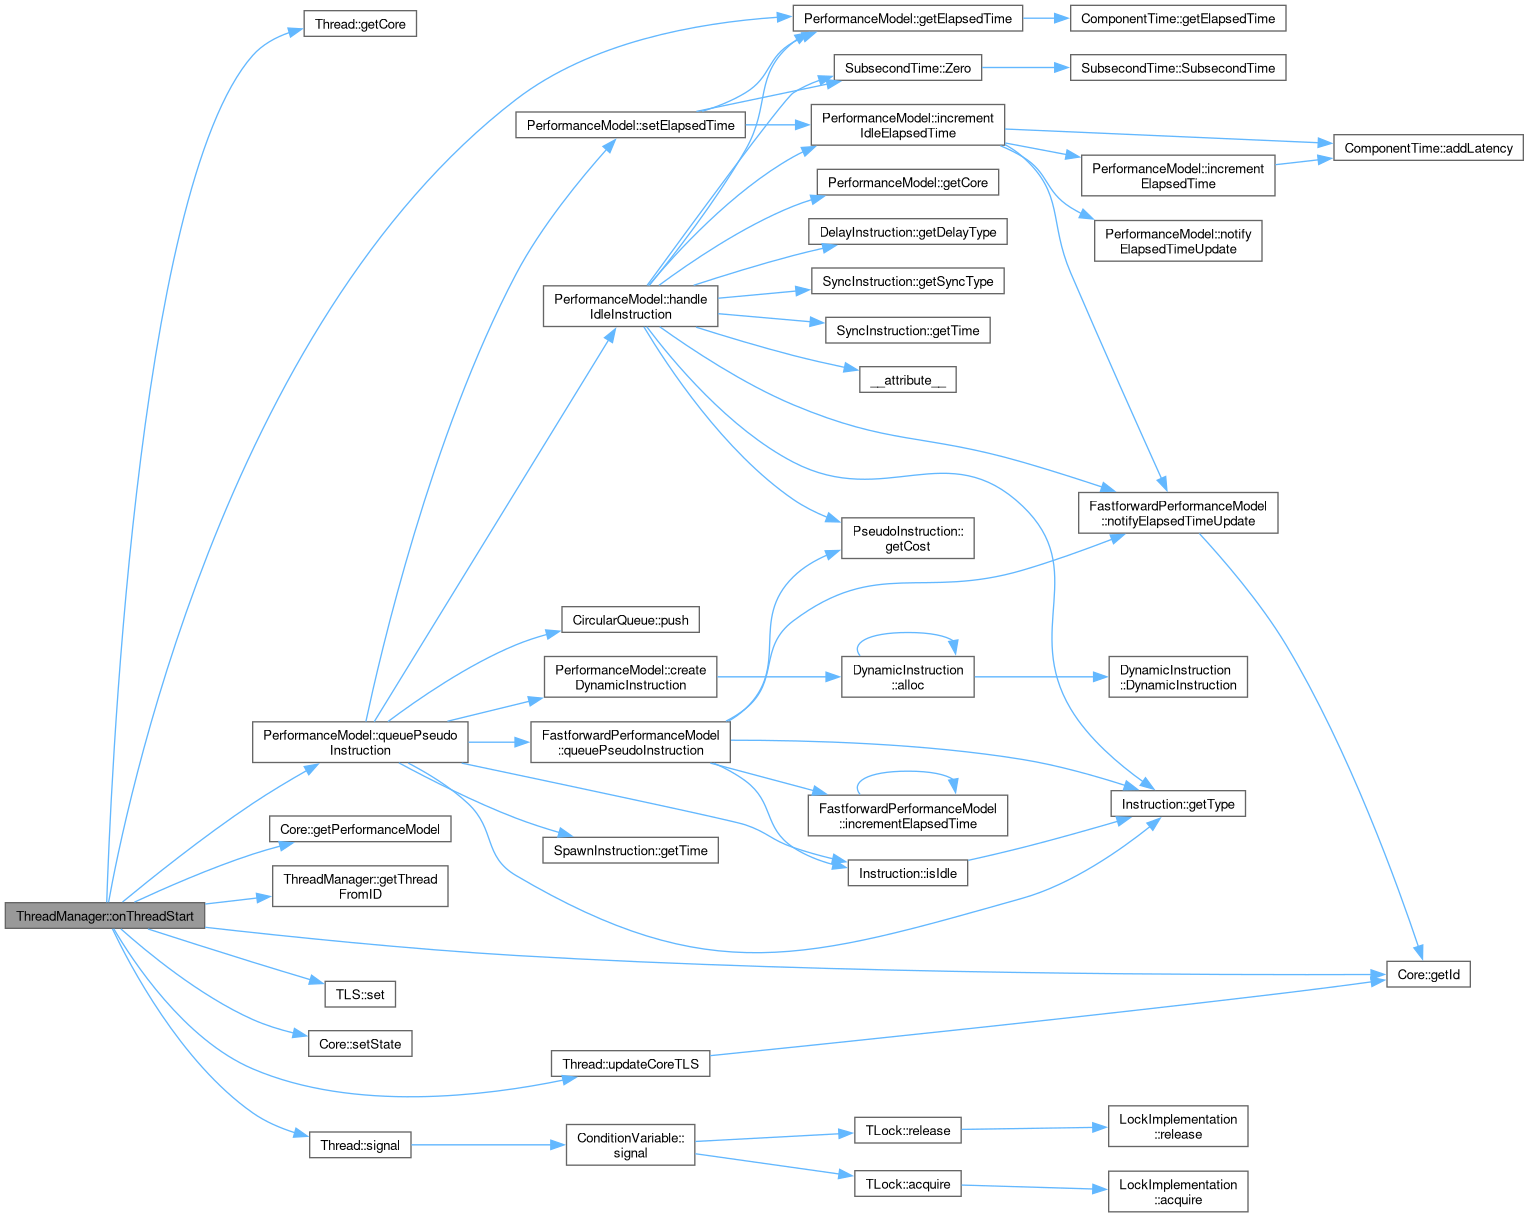 Thread::getCore
PerformanceModel::getElapsedTime
ComponentTime::getElapsedTime
SubsecondTime::Zero
SubsecondTime::SubsecondTime
PerformanceModel::setElapsedTime
PerformanceModel::increment
IdleElapsedTime
ComponentTime::addLatency
PerformanceModel::increment
ElapsedTime
PerformanceModel::getCore
DelayInstruction::getDelayType
PerformanceModel::notify
ElapsedTimeUpdate
SyncInstruction::getSyncType
PerformanceModel::handle
IdleInstruction
SyncInstruction::getTime
__attribute__
FastforwardPerformanceModel
::notifyElapsedTimeUpdate
PseudoInstruction::
getCost
CircularQueue::push
PerformanceModel::create
DynamicInstruction
DynamicInstruction
::alloc
DynamicInstruction
::DynamicInstruction
PerformanceModel::queuePseudo
Instruction
FastforwardPerformanceModel
::queuePseudoInstruction
Instruction::getType
FastforwardPerformanceModel
::incrementElapsedTime
Core::getPerformanceModel
SpawnInstruction::getTime
Instruction::isIdle
ThreadManager::getThread
FromID
ThreadManager::onThreadStart
Core::getId
TLS::set
Core::setState
Thread::updateCoreTLS
Thread::signal
ConditionVariable::
signal
TLock::release
LockImplementation
::release
TLock::acquire
LockImplementation
::acquire